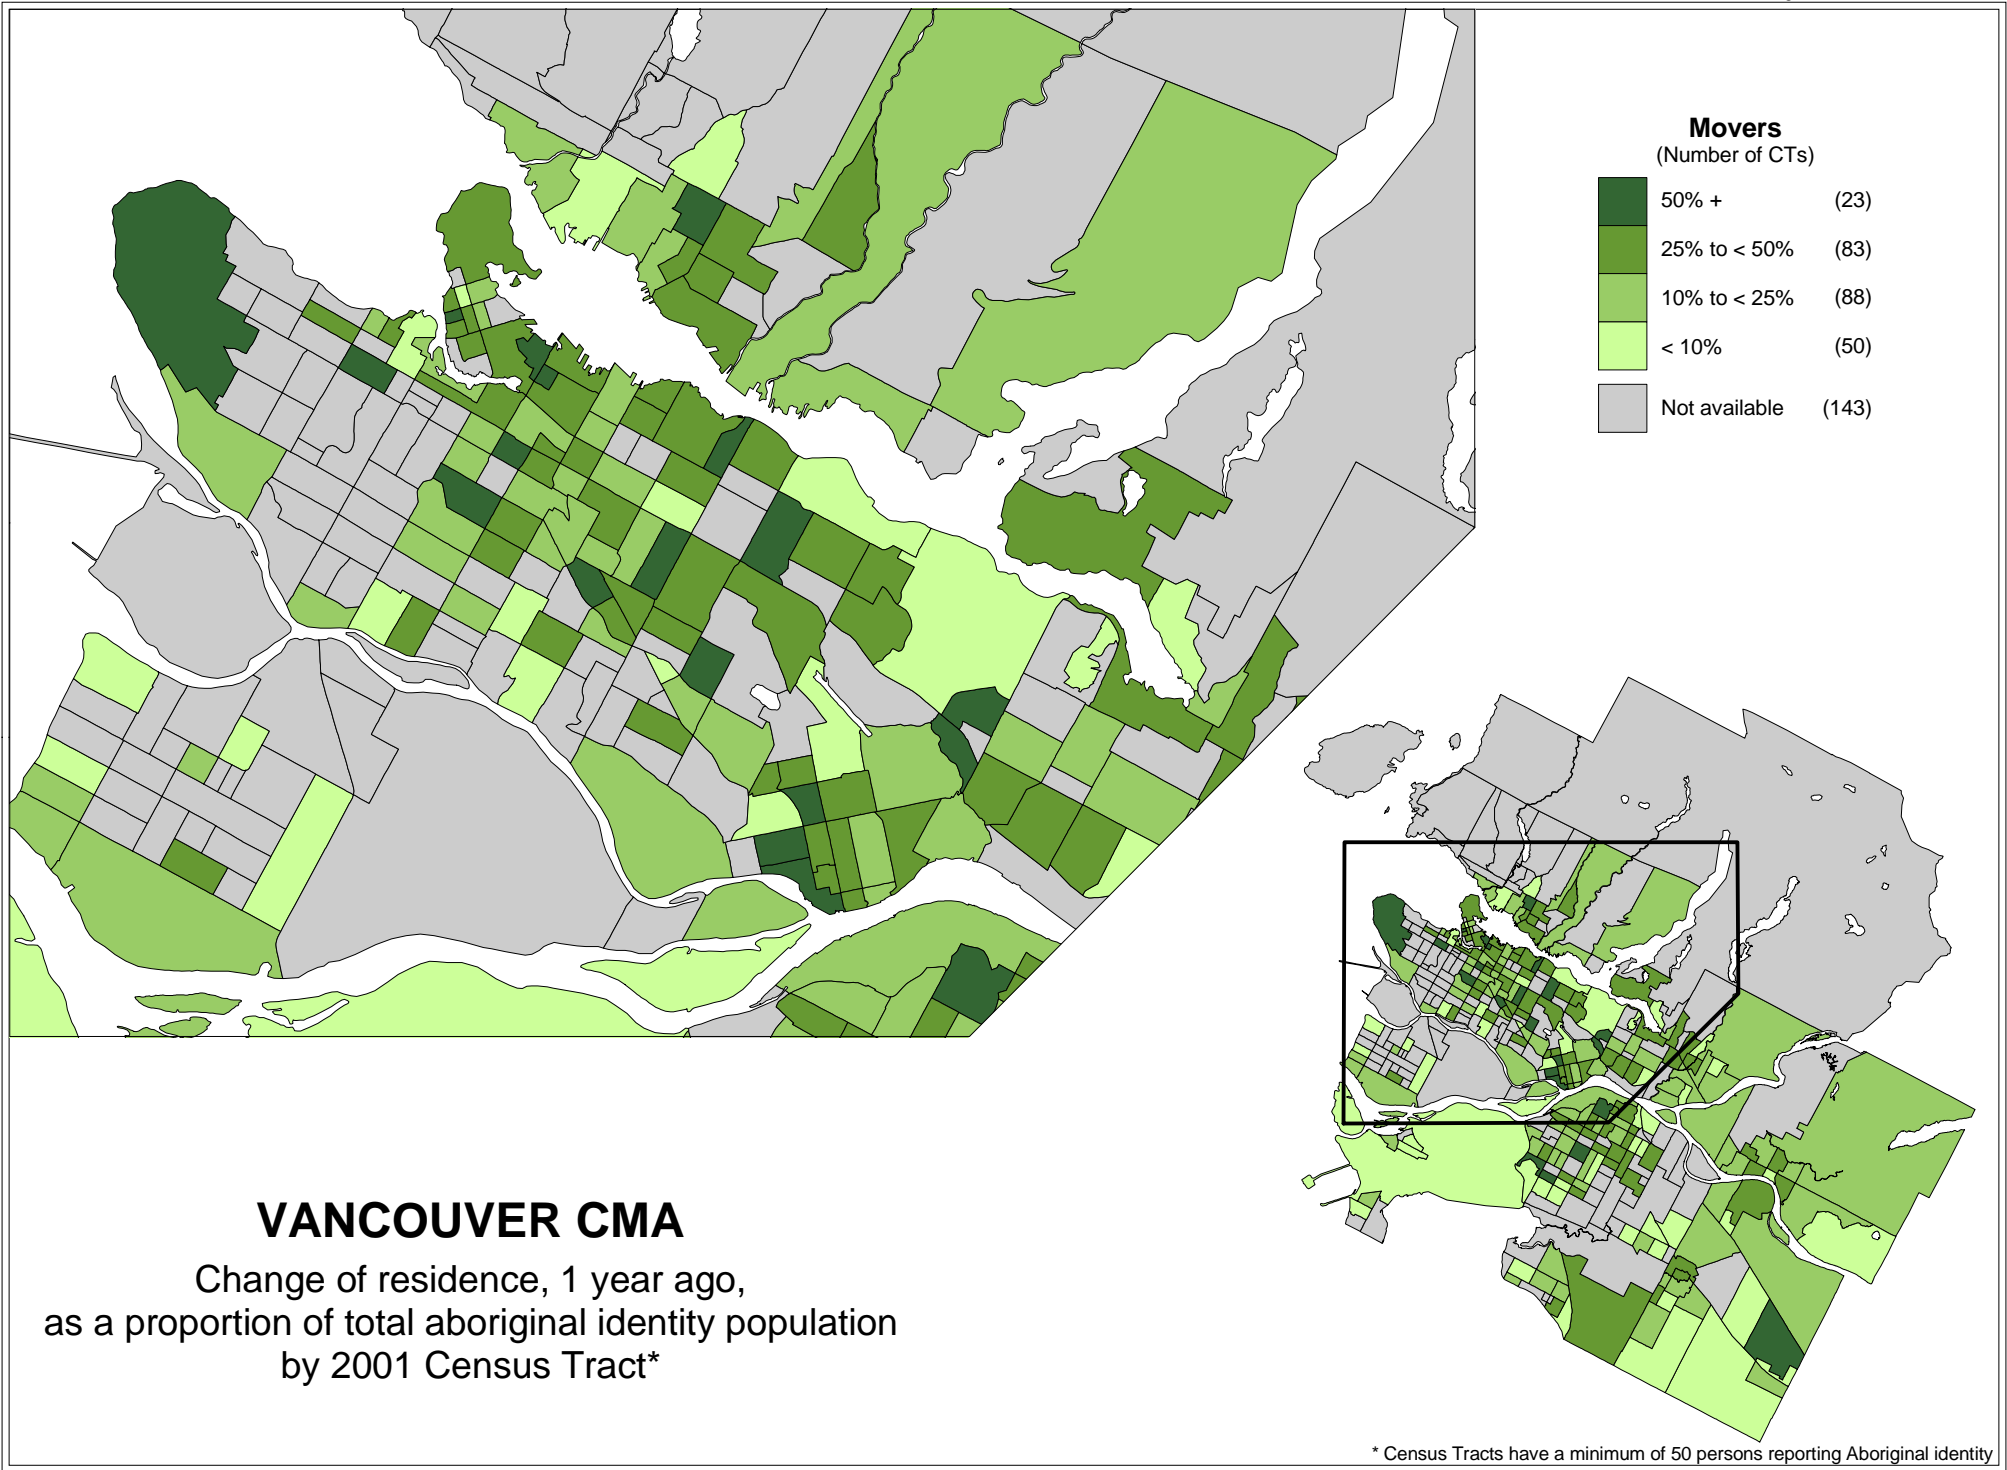 Movers
(Number of CTs)
50% + (23)
25% to < 50% (83)
10% to < 25% (88)
< 10% (50)
Not available (143)
VANCOUVER CMA
Change of residence, 1 year ago,
as a proportion of total aboriginal identity population
by 2001 Census Tract*
* Census Tracts have a minimum of 50 persons reporting Aboriginal identity